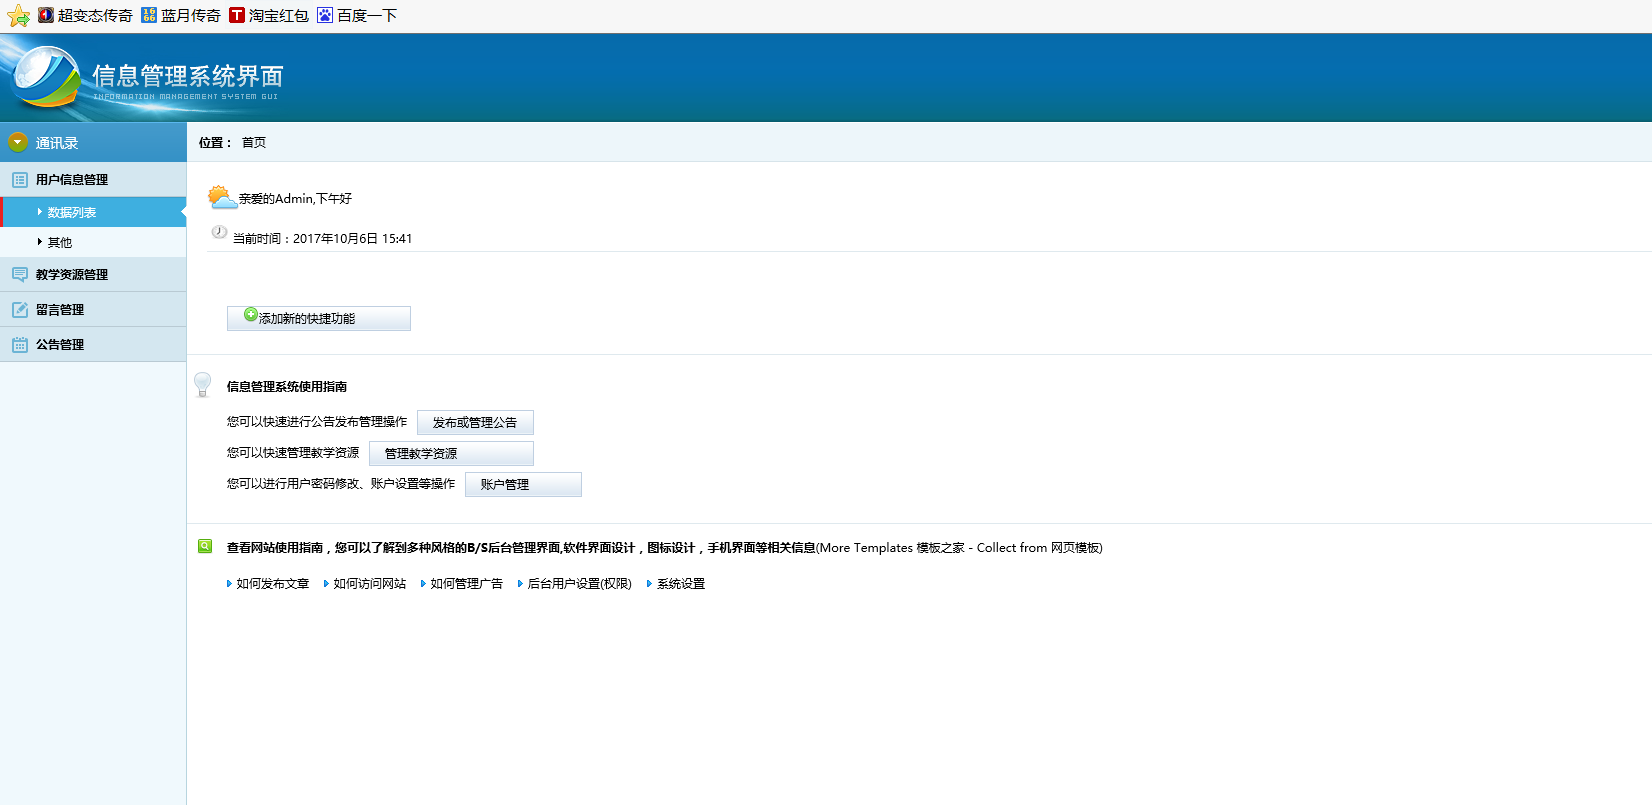 超变态传奇 蓝月传奇 淘宝红包 百度一下
信息管理系统界面
INFORMATION MANAGEMENT SYSTEM GUI
通讯录
用户信息管理
数据列表
其他
教学资源管理
留言管理
公告管理
位置： 首页
亲爱的Admin,下午好
当前时间：2017年10月6日 15:41
添加新的快捷功能
信息管理系统使用指南
您可以快速进行公告发布管理操作 发布或管理公告
您可以快速管理教学资源 管理教学资源
您可以进行用户密码修改、账户设置等操作 账户管理
查看网站使用指南，您可以了解到多种风格的B/S后台管理界面,软件界面设计，图标设计，手机界面等相关信息(More Templates 模板之家 - Collect from 网页模板)
如何发布文章 如何访问网站 如何管理广告 后台用户设置(权限) 系统设置